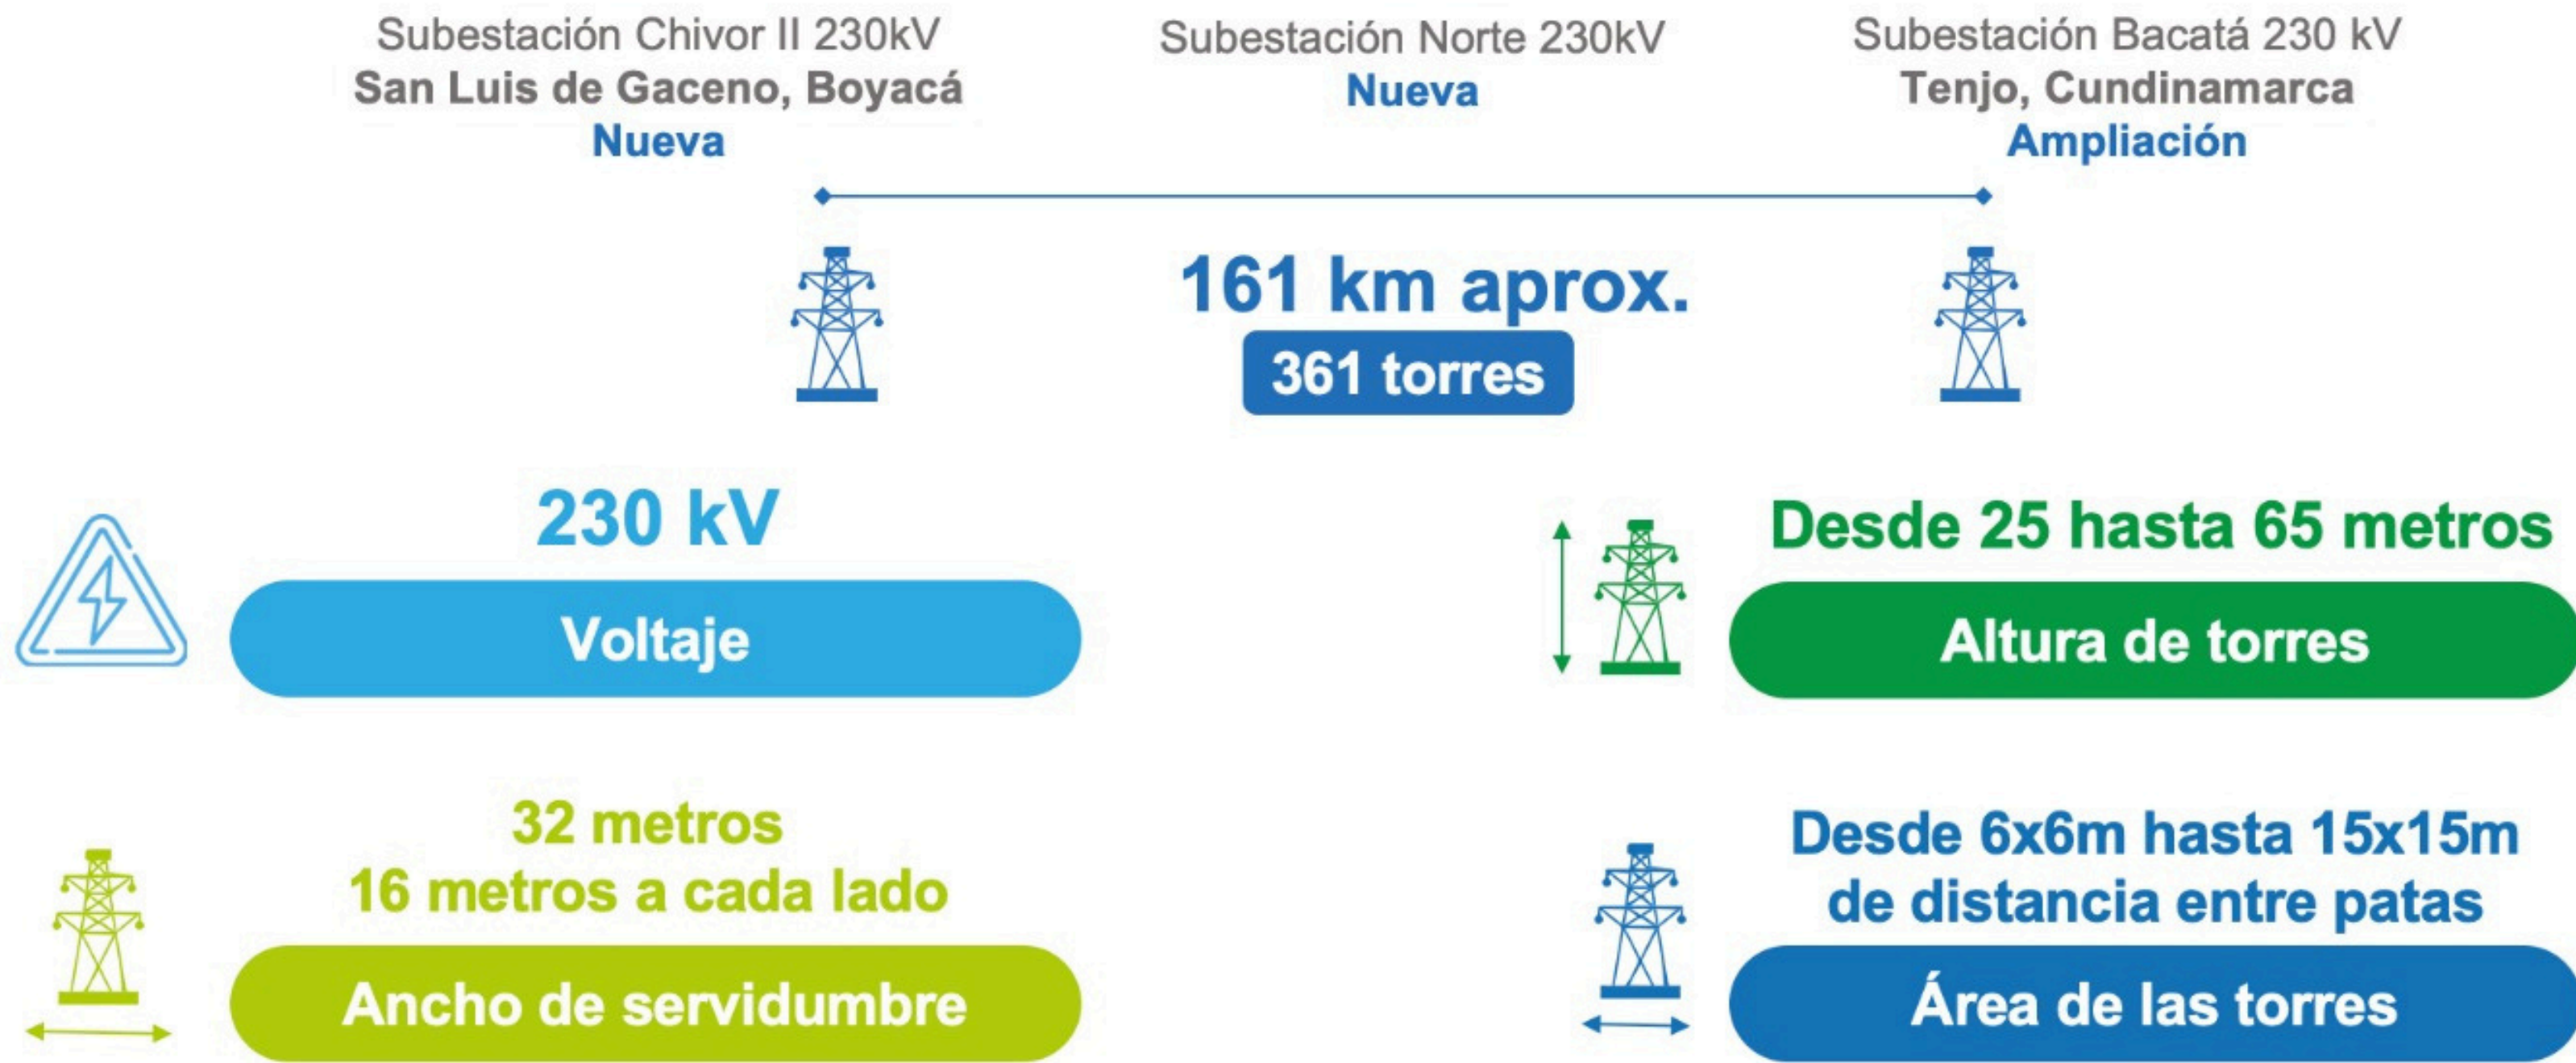 Subestación Chivor II 230kV
San Luis de Gaceno, Boyacá
Nueva
Subestación Norte 230kV
Nueva
Subestación Bacatá 230 kV
Tenjo, Cundinamarca
Ampliación
161 km aprox.
361 torres
230 kV
Voltaje
Desde 25 hasta 65 metros
Altura de torres
32 metros
16 metros a cada lado
Ancho de servidumbre
Desde 6x6m hasta 15x15m
de distancia entre patas
Área de las torres